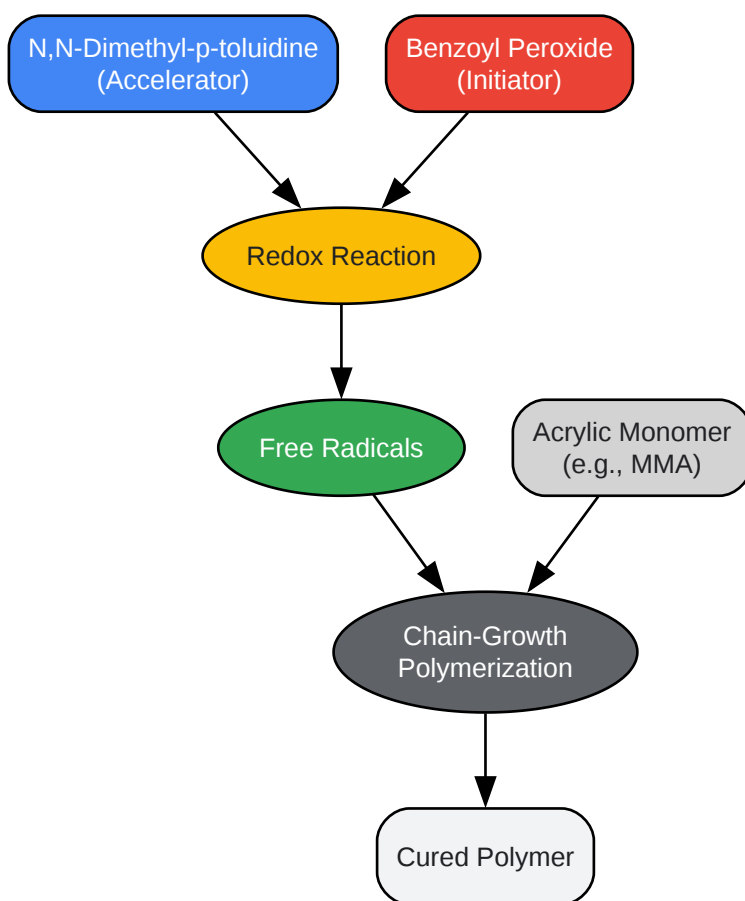 N,N-Dimethyl-p-toluidine
(Accelerator)
Benzoyl Peroxide
(Initiator)
Redox Reaction
Free Radicals
Acrylic Monomer
(e.g., MMA)
Chain-Growth
Polymerization
Cured Polymer